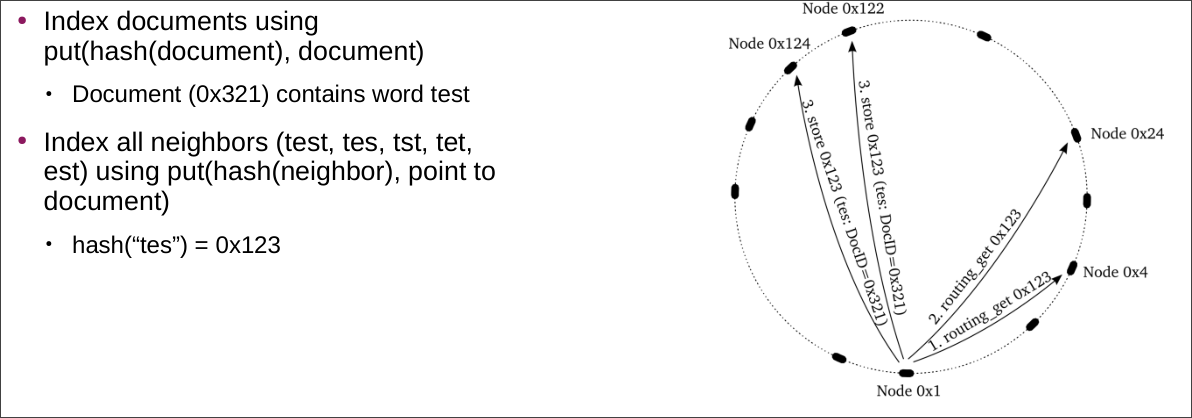 • Index documents using
put(hash(document), document)
• Document (0x321) contains word test
• Index all neighbors (test, tes, tst, tet,
est) using put(hash(neighbor), point to
document)
• hash(“tes”) = 0x123
Node 0x122
Node 0x124
3. store 0x123 (tes: DocID=0x321)
3. store 0x123 (tes: DocID=0x321)
Node 0x24
2. routing_get 0x123
Node 0x4
1. routing_get 0x123
Node 0x1